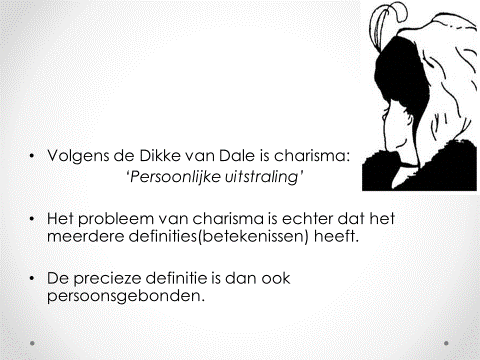 • Volgens de Dikke van Dale is charisma:
‘Persoonlijke uitstraling’
• Het probleem van charisma is echter dat het
meerdere definities(betekenissen) heeft.
• De precieze definitie is dan ook
persoonsgebonden.